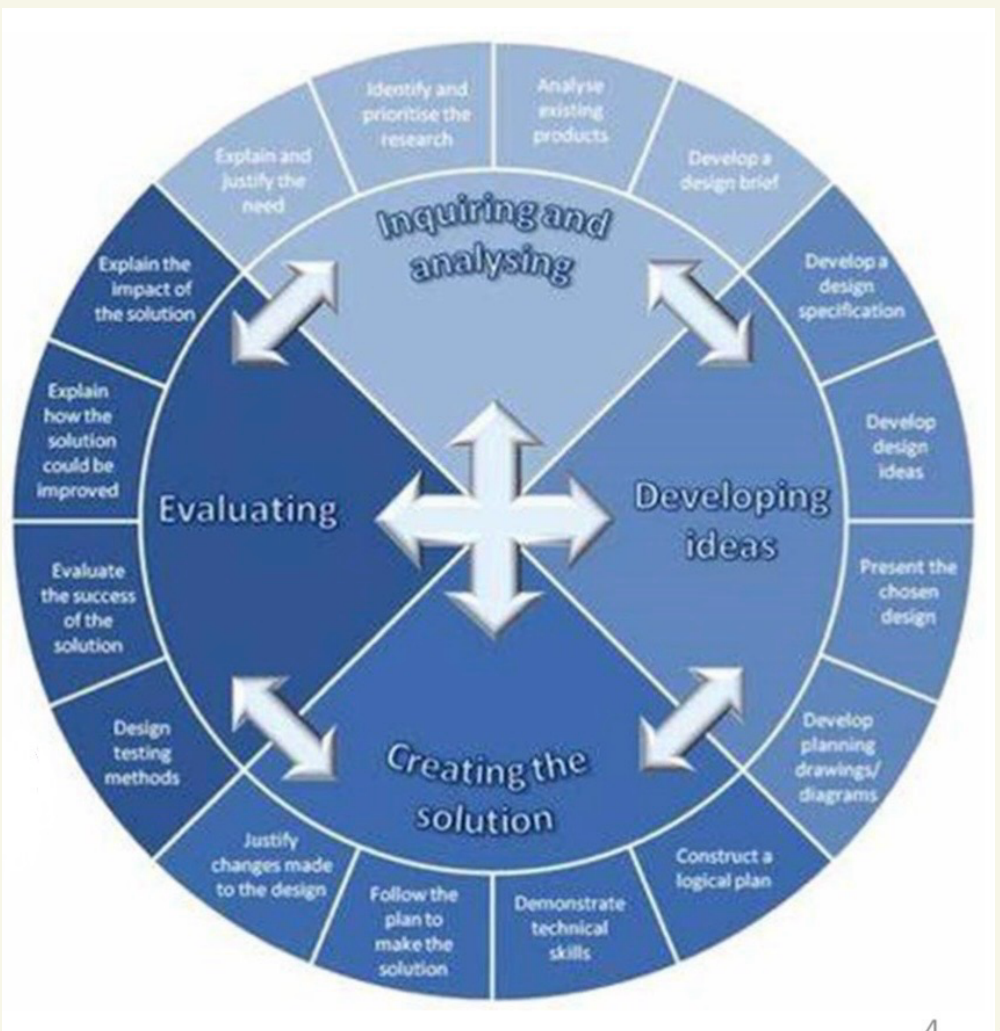 Explain and
justify the
need
Identify and
prioritise the
research
Analyse
existing
products
Develop a
design brief
Inquiring and
analysing
Develop a
design
specification
Develop
design
ideas
Present the
chosen
design
Develop
planning
drawings/
diagrams
Developing
ideas
Construct a
logical plan
Demonstrate
technical
skills
Follow the
plan to
make the
solution
Justify
changes made
to the design
Creating the
solution
Design
testing
methods
Evaluate
the success
of the
solution
Explain
how the
solution
could be
improved
Explain the
impact of
the solution
Evaluating
4